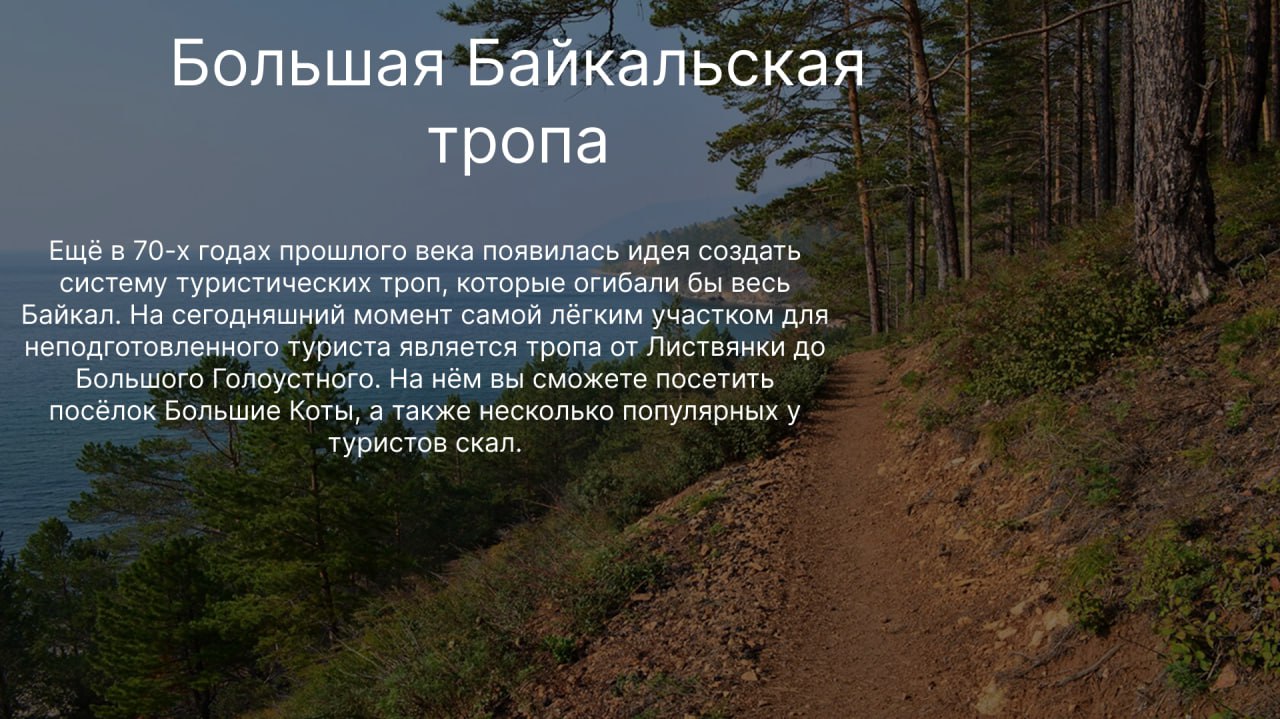 Большая Байкальская
тропа
Ещё в 70-х годах прошлого века появилась идея создать
систему туристических троп, которые огибали бы весь
Байкал. На сегодняшний момент самой лёгким участком для
неподготовленного туриста является тропа от Листвянки до
Большого Голоустного. На нём вы сможете посетить
посёлок Большие Коты, а также несколько популярных у
туристов скал.